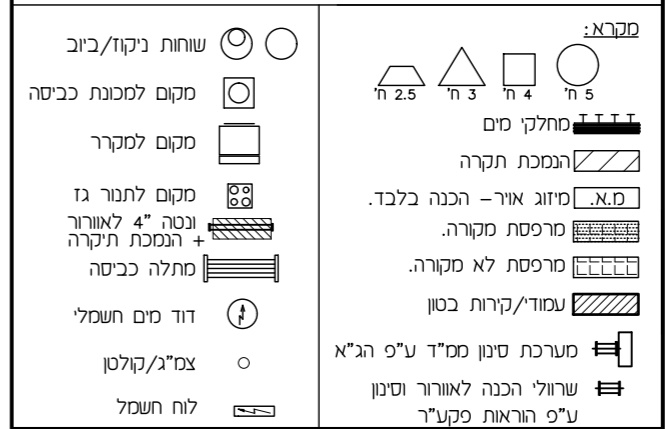 מקרא:
5 ח'
4 ח'
3 ח'
2.5 ח'
מחלקי מים
הנמכת תקרה
מ.א. מיזוג אויר– הכנה בלבד.
מרפסת מקורה.
מרפסת לא מקורה.
עמודי/קירות בטון
מערכת סינון ממ"ד ע"פ הג"א
שרוולי הכנה לאוורור וסינון
ע"פ הוראות פקע"ר
שוחות ניקוז/ביוב
מקום למכונת כביסה
מקום למקרר
מקום לתנור גז
ונטה "4 לאוורור
+ הנמכת תיקרה
מתלה כביסה
דוד מים חשמלי
צמ"ג/קולטן
לוח חשמל